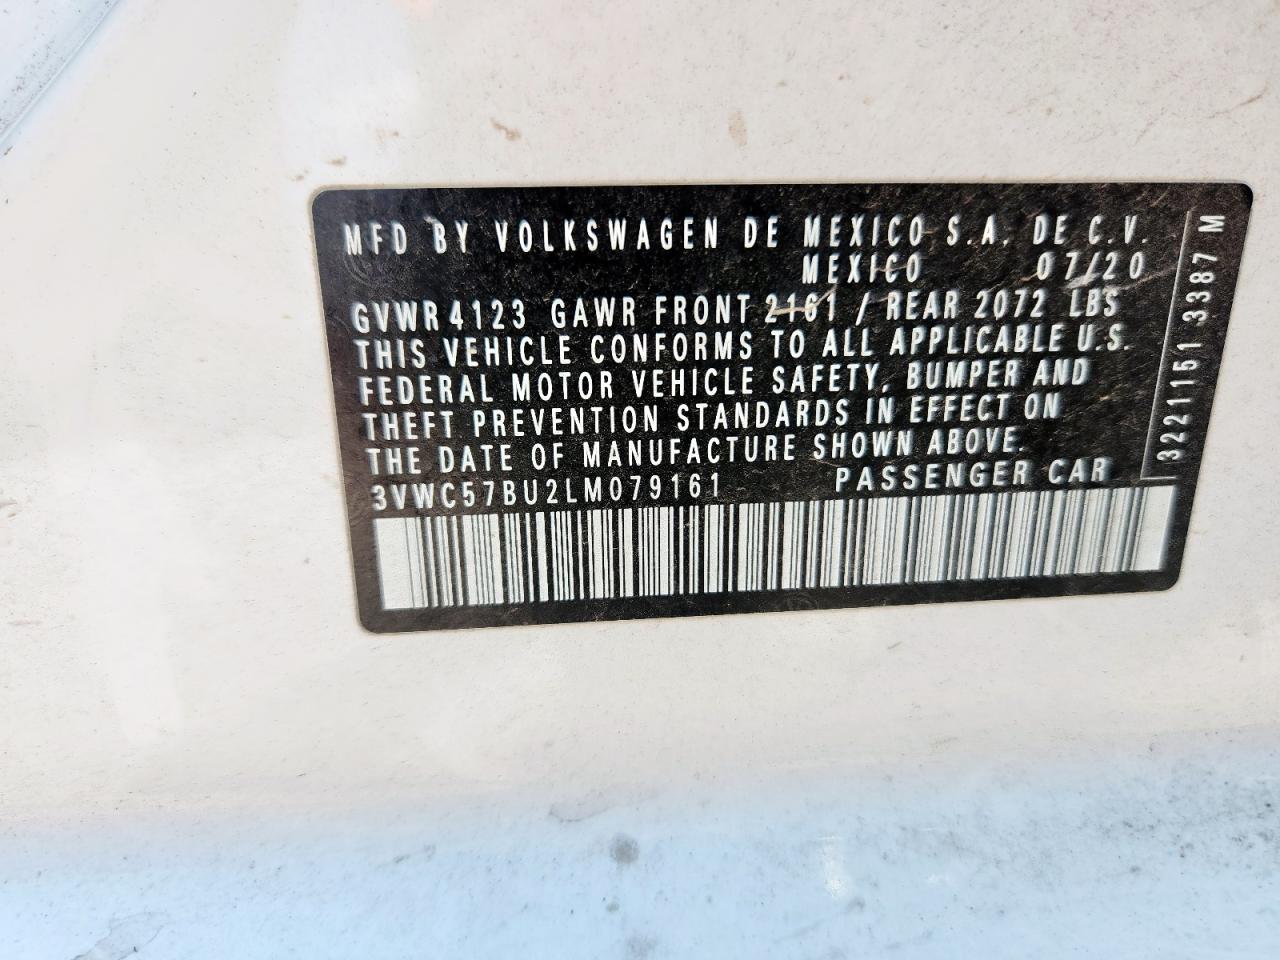 MFD BY VOLKSWAGEN DE MEXICO S.A. DE C.V.
MEXICO 07/20
GVWR 4123 GAWR FRONT 2161 / REAR 2072 LBS
THIS VEHICLE CONFORMS TO ALL APPLICABLE U.S.
FEDERAL MOTOR VEHICLE SAFETY, BUMPER AND
THEFT PREVENTION STANDARDS IN EFFECT ON
THE DATE OF MANUFACTURE SHOWN ABOVE.
3VWC57BU2LM079161 PASSENGER CAR
3221151 3387 M